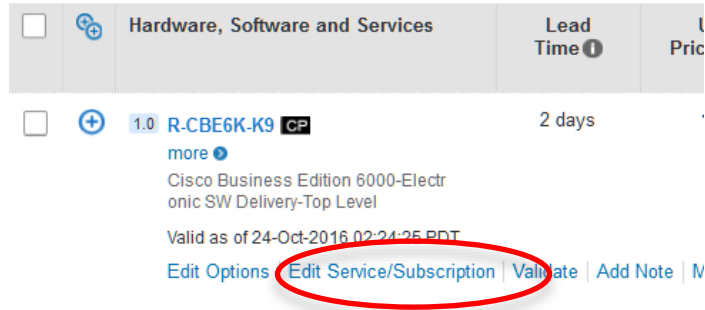 Hardware, Software and Services
Lead
Time
Pric
1.0 R-CBE6K-K9 CP
2 days
more
Cisco Business Edition 6000-Electr
onic SW Delivery-Top Level
Valid as of 24-Oct-2016 02:24:25 PDT
Edit Options Edit Service/Subscription Validate Add Note